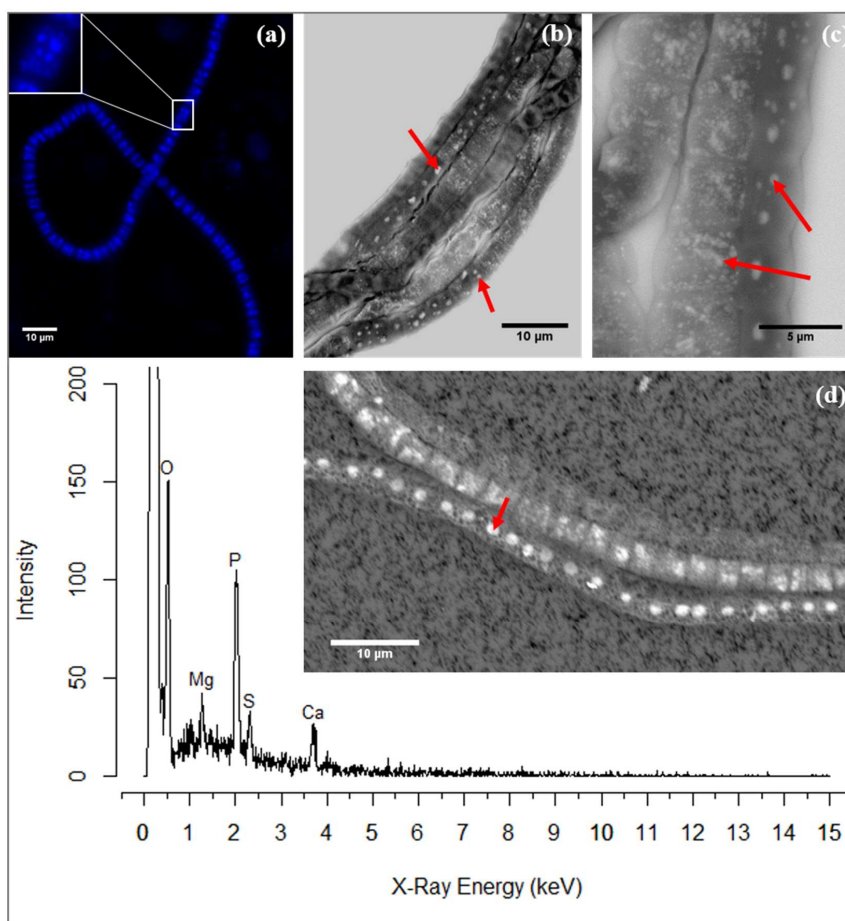 (a)
(b)
(c)
10 µm
10 µm
5 µm
(d)
10 µm
200
150
100
50
0
Intensity
O
Mg
P
S
Ca
0 1 2 3 4 5 6 7 8 9 10 11 12 13 14 15
X-Ray Energy (keV)